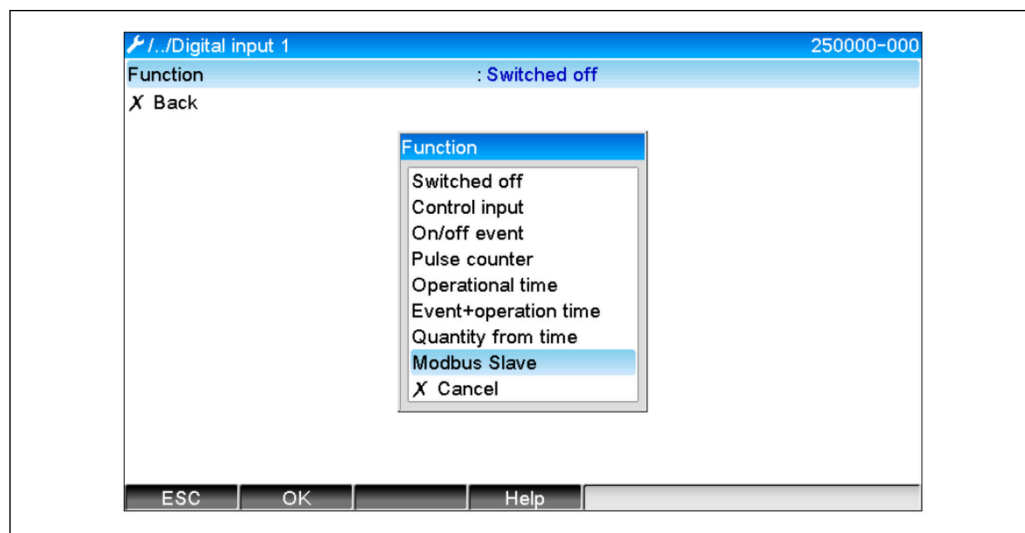 /../Digital input 1 250000-000
Function : Switched off
X Back
Function
Switched off
Control input
On/off event
Pulse counter
Operational time
Event+operation time
Quantity from time
Modbus Slave
X Cancel
ESC OK Help